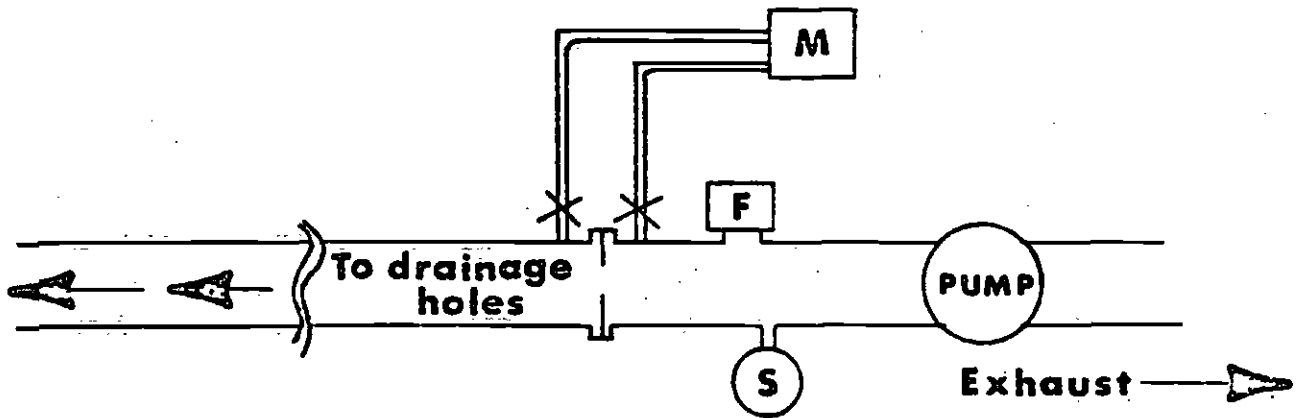 M
F
To drainage
holes
PUMP
S
Exhaust